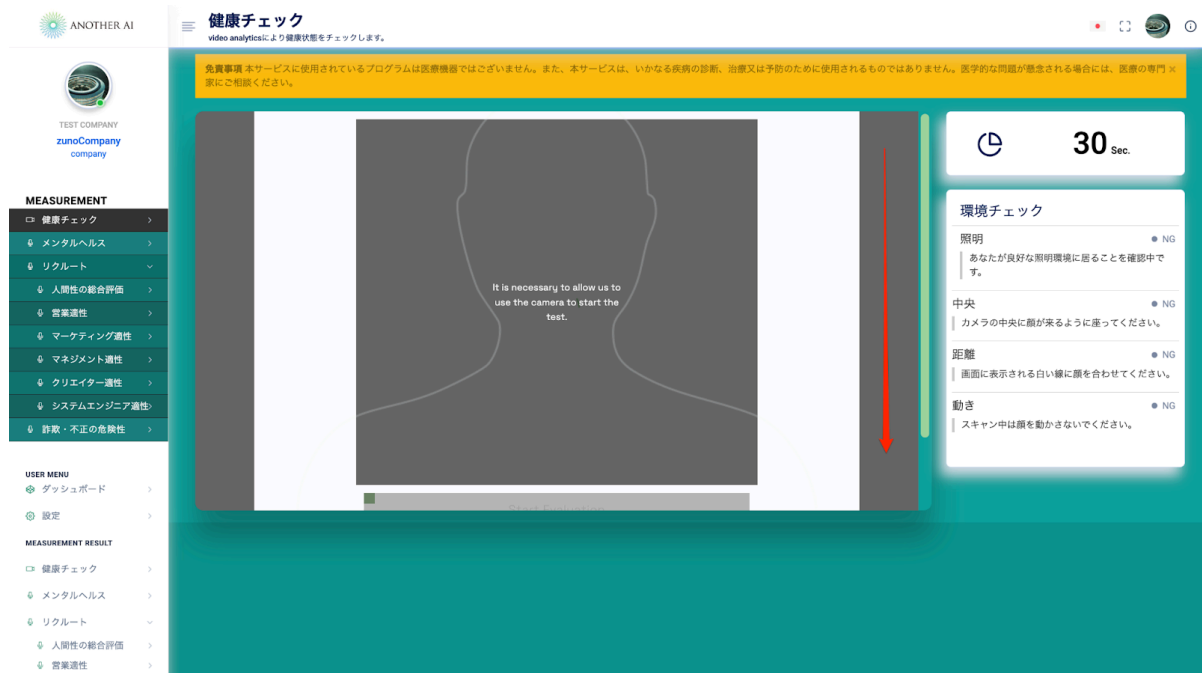 ANOTHER AI
健康チェック
video analyticsにより健康状態をチェックします。
TEST COMPANY
zunoCompany
company
MEASUREMENT
健康チェック
メンタルヘルス
リクルート
人間性の総合評価
営業適性
マーケティング適性
マネジメント適性
クリエイター適性
システムエンジニア適性
詐欺・不正の危険性
USER MENU
ダッシュボード
設定
MEASUREMENT RESULT
健康チェック
メンタルヘルス
リクルート
人間性の総合評価
営業適性
免責事項 本サービスに使用されているプログラムは医療機器ではございません。また、本サービスは、いかなる疾病の診断、治療又は予防のために使用されるものではありません。医学的な問題が懸念される場合には、医療の専門
家にご相談ください。
It is necessary to allow us to
use the camera to start the
test.
Start Evaluation
30 Sec.
環境チェック
照明 NG
あなたが良好な照明環境に居ることを確認中で
す。
中央 NG
カメラの中央に顔が来るように座ってください。
距離 NG
画面に表示される白い線に顔を合わせてください。
動き NG
スキャン中は顔を動かさないでください。